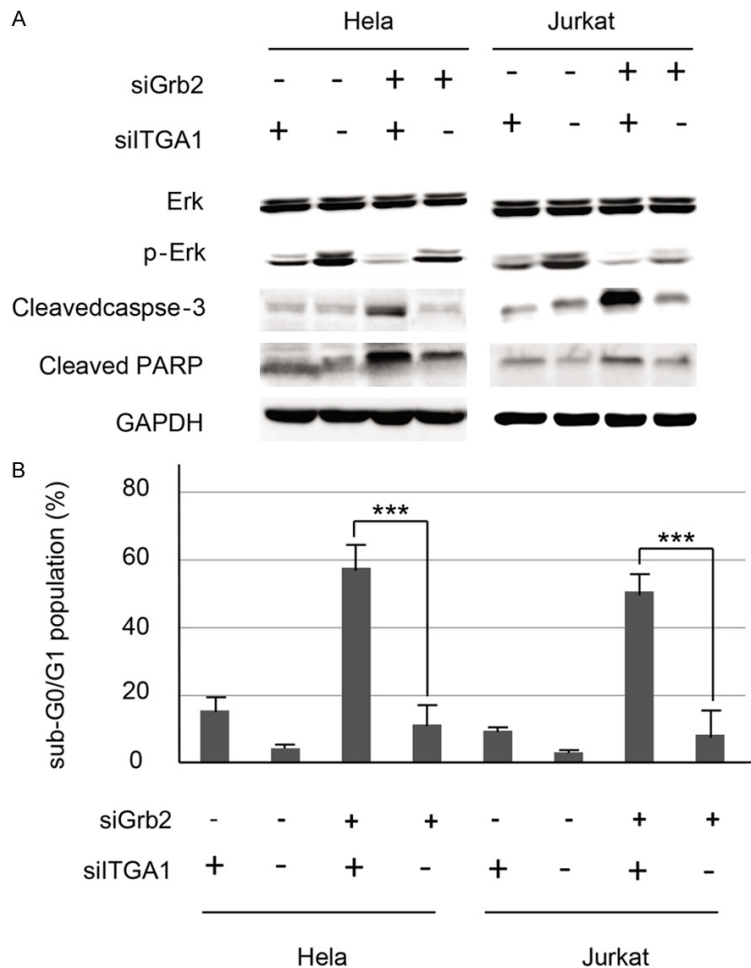 A
Hela Jurkat
siGrb2 - - + + - - + +
siITGA1 + - + - + - + -
Erk
p-Erk
Cleavedcaspse-3
Cleaved PARP
GAPDH
B
sub-G0/G1 population (%)
80
60
40
20
0
*** ***
siGrb2 - - + + - - + +
siITGA1 + - + - + - + -
Hela Jurkat